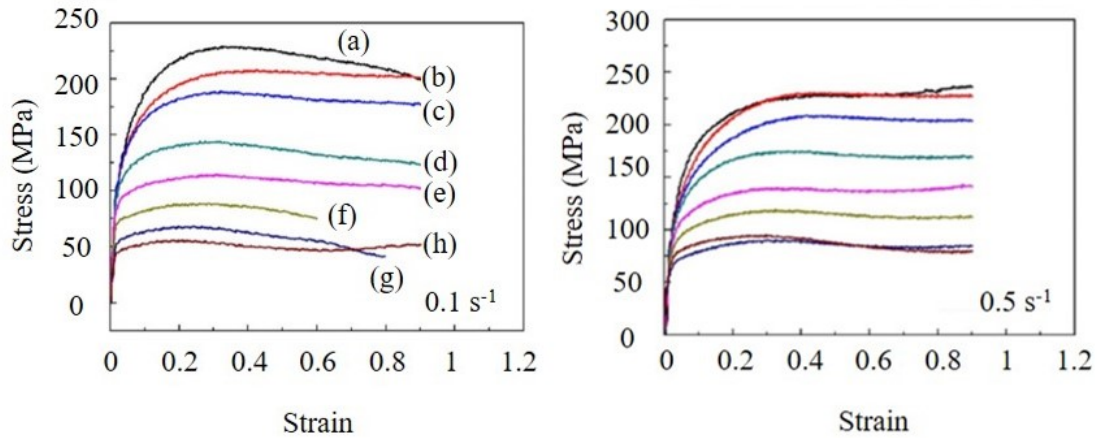 250
200
150
100
50
0
Stress (MPa)
(a)
(b)
(c)
(d)
(e)
(f)
(h)
(g)
0.1 s⁻¹
0 0.2 0.4 0.6 0.8 1 1.2
Strain
300
250
200
150
100
50
0
Stress (MPa)
0.5 s⁻¹
0 0.2 0.4 0.6 0.8 1 1.2
Strain